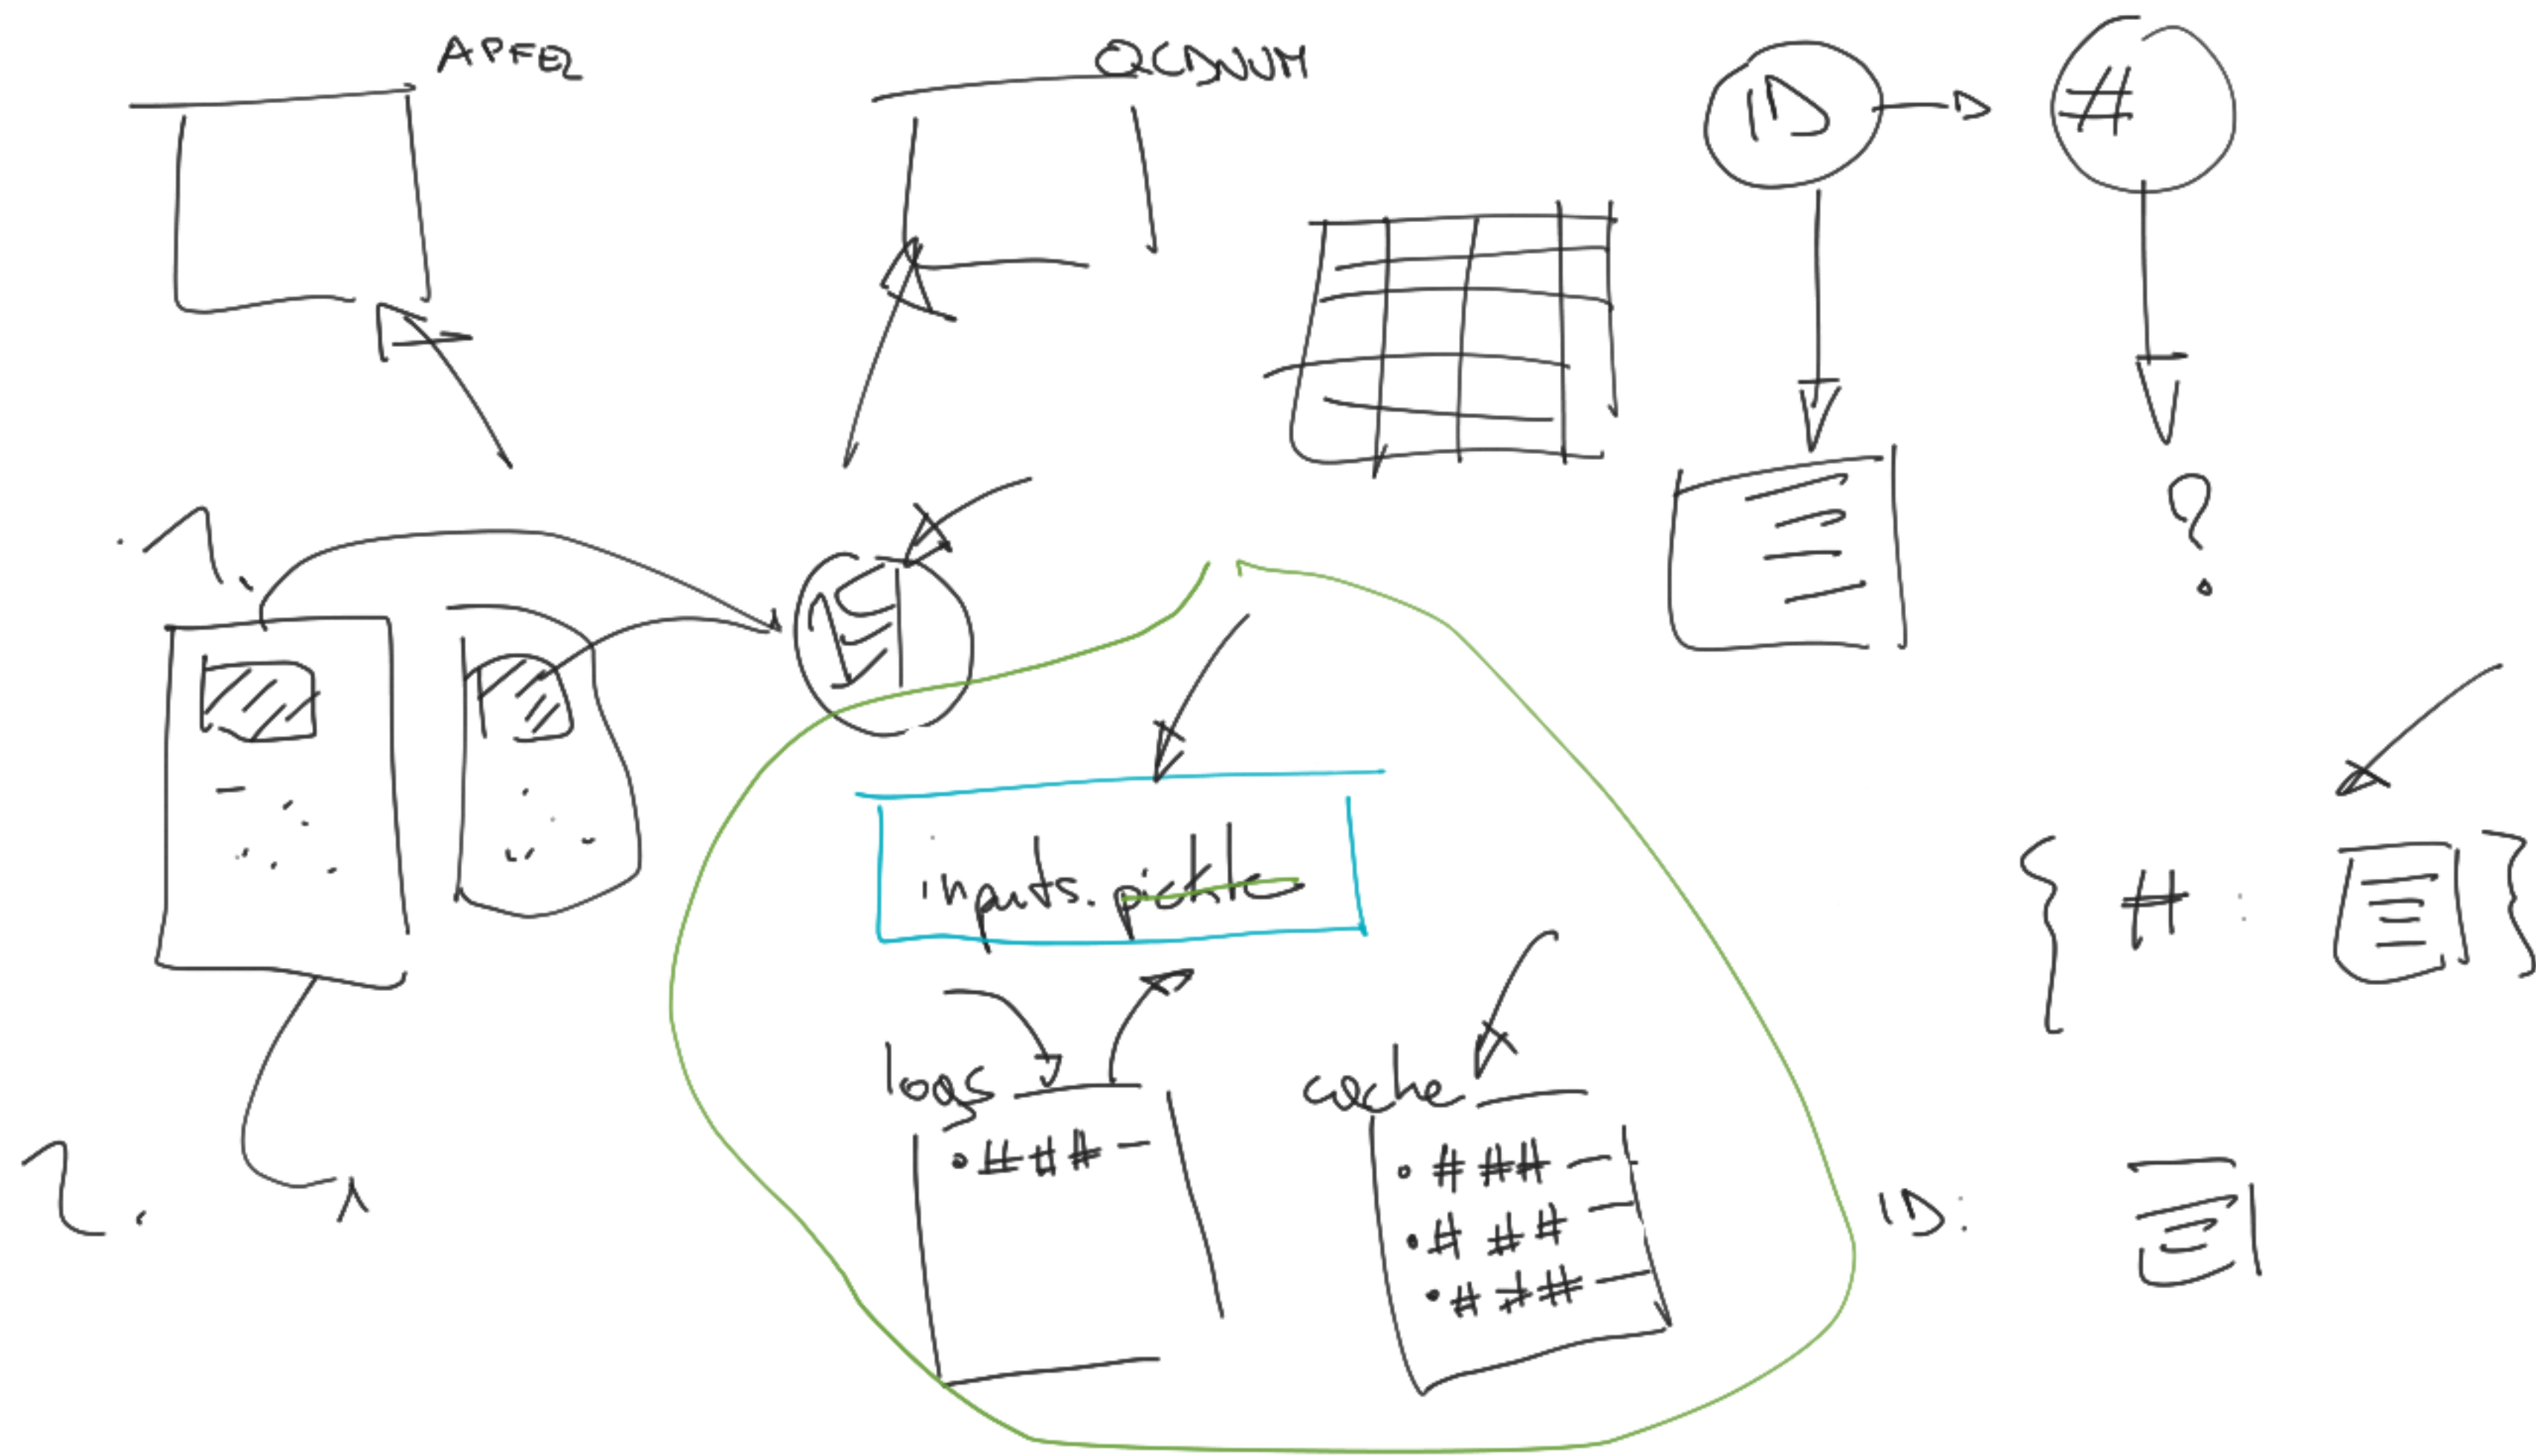 APFEL
QCDNUM
ID
#
?
1.
inputs.pickle
{ # : }
logs
• ### –
cache
• ### –
• ### –
• ### –
2.
ID: